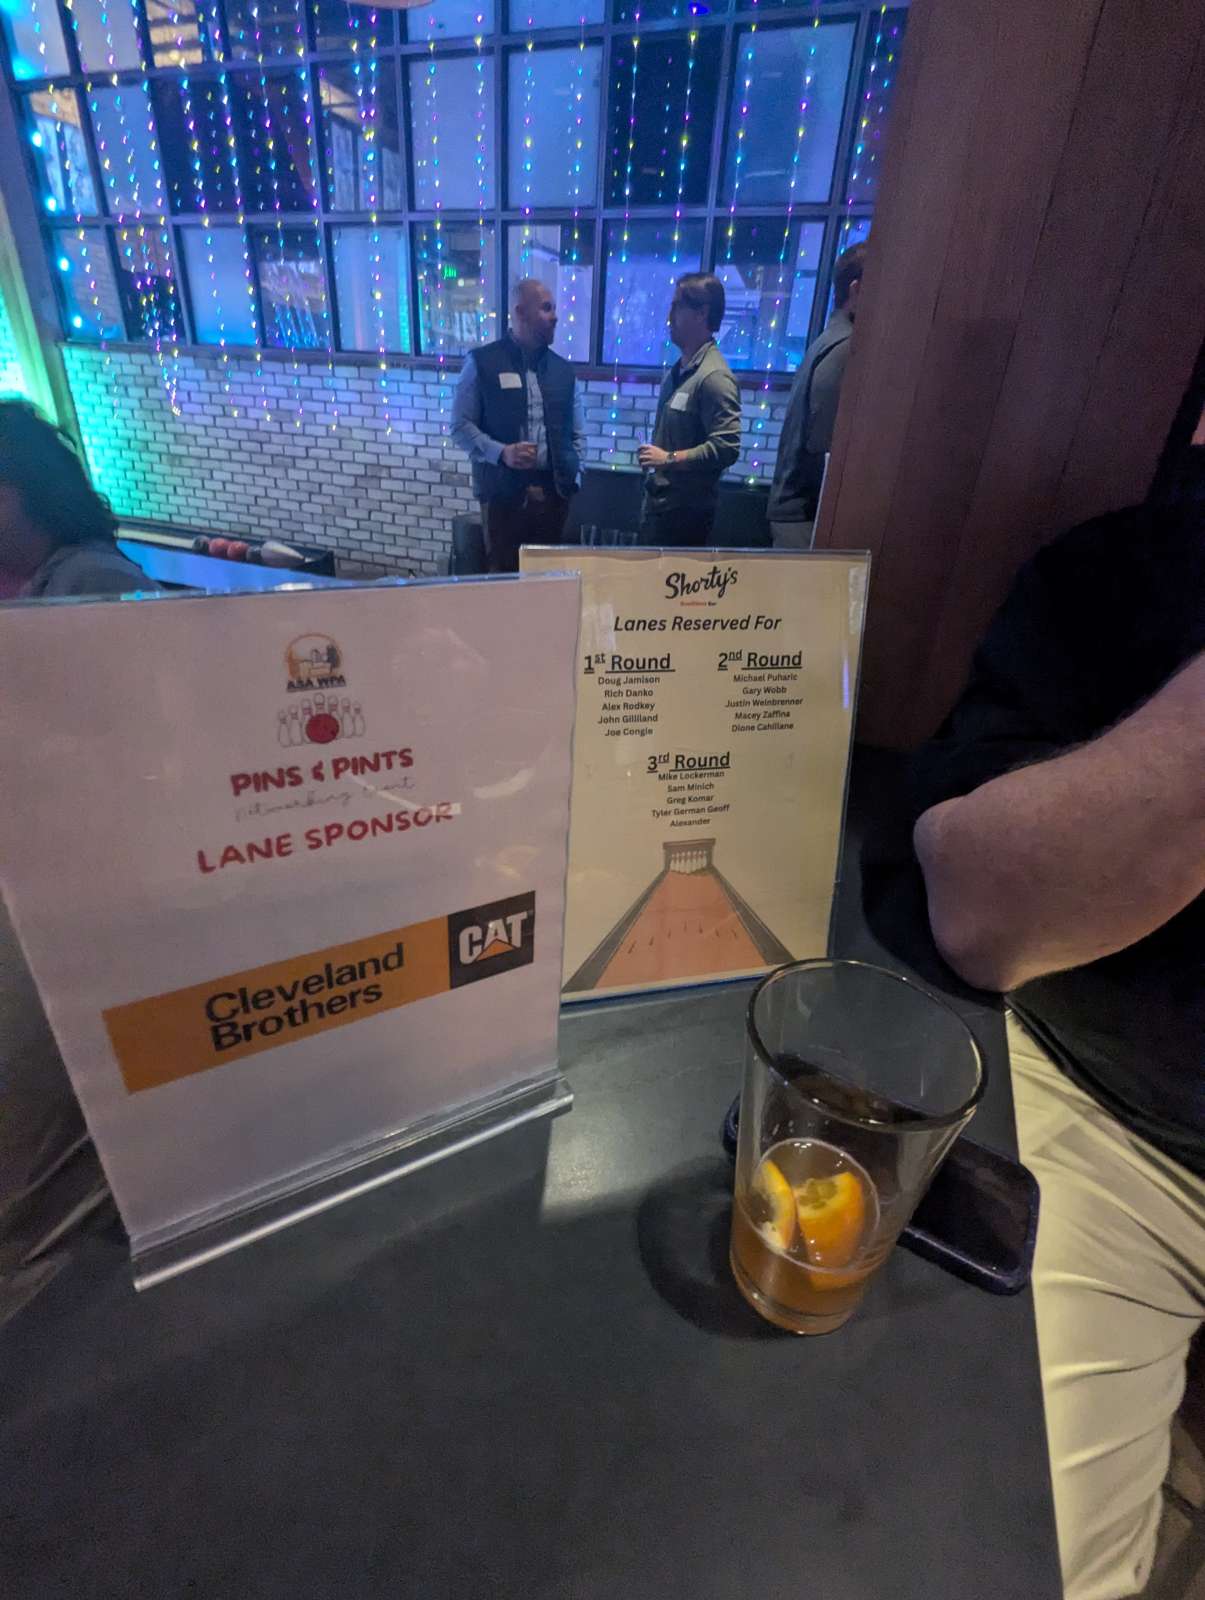 ASA WPA
PINS & PINTS
networking event
LANE SPONSOR
Cleveland
Brothers
CAT
Shorty's
Lanes Reserved For
1st Round
Doug Jamison
Rich Danko
Alex Rodkey
John Gilliland
Joe Congie
2nd Round
Michael Puharic
Gary Wobb
Justin Weinbrenner
Macey Zaffina
Dione Cahillane
3rd Round
Mike Lockerman
Sam Minich
Greg Komar
Tyler German Geoff
Alexander